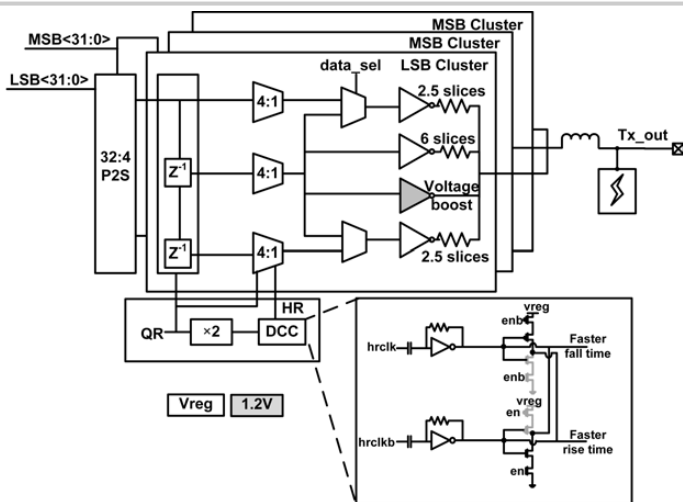 MSB Cluster
MSB<31:0>
MSB Cluster
LSB<31:0>
data_sel
LSB Cluster
2.5 slices
4:1
32:4
P2S
6 slices
Tx_out
Z-1
4:1
Voltage
boost
Z-1
4:1
2.5 slices
HR
QR
×2
DCC
vreg
enb
hrclk
Faster
fall time
enb
vreg
en
hrclkb
Faster
rise time
en
Vreg
1.2V